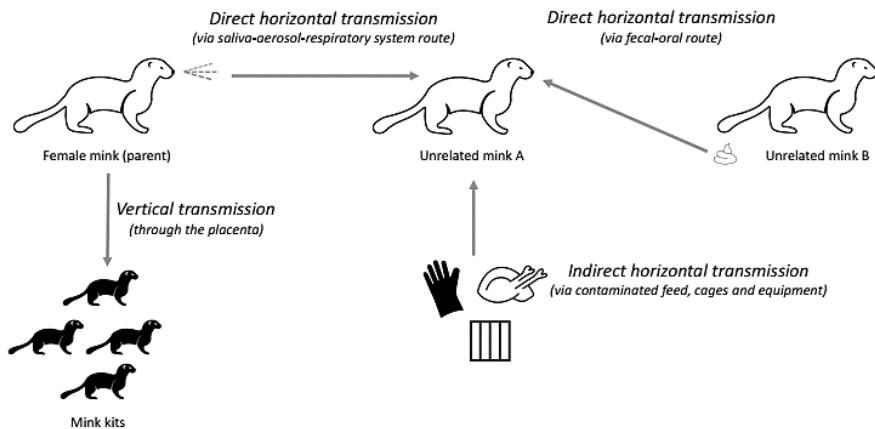 Direct horizontal transmission
(via saliva-aerosol-respiratory system route)
Direct horizontal transmission
(via fecal-oral route)
Female mink (parent)
Unrelated mink A
Unrelated mink B
Vertical transmission
(through the placenta)
Indirect horizontal transmission
(via contaminated feed, cages and equipment)
Mink kits